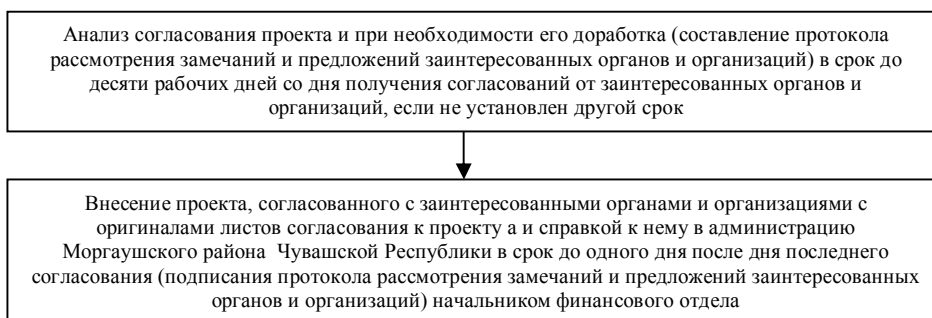 Анализ согласования проекта и при необходимости его доработка (составление протокола
рассмотрения замечаний и предложений заинтересованных органов и организаций) в срок до
десяти рабочих дней со дня получения согласований от заинтересованных органов и
организаций, если не установлен другой срок
Внесение проекта, согласованного с заинтересованными органами и организациями с
оригиналами листов согласования к проекту а и справкой к нему в администрацию
Моргаушского района Чувашской Республики в срок до одного дня после дня последнего
согласования (подписания протокола рассмотрения замечаний и предложений заинтересованных
органов и организаций) начальником финансового отдела